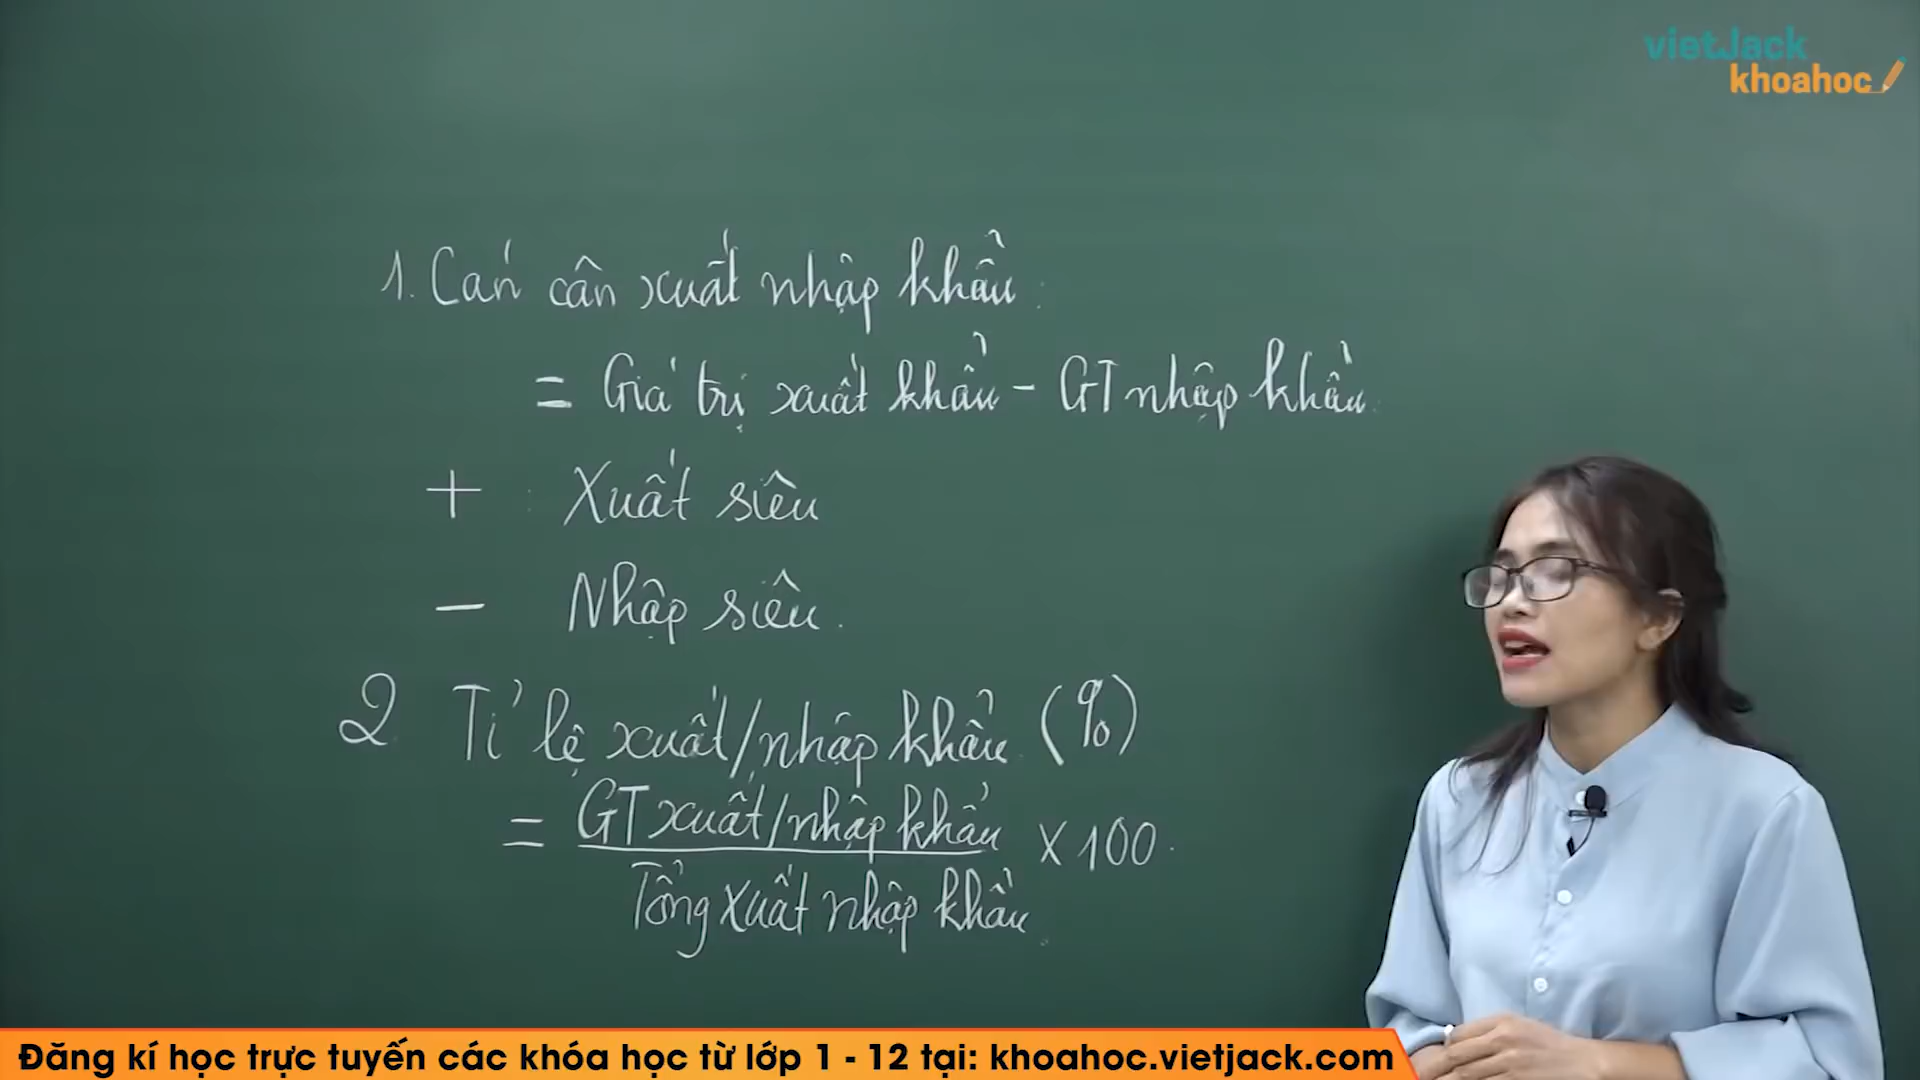 vietJack
khoahoc
1. Cán cân xuất nhập khẩu:
= Giá trị xuất khẩu - GT nhập khẩu.
+ : Xuất siêu
- Nhập siêu.
2 Tỉ lệ xuất/nhập khẩu (%)
= GT xuất/nhập khẩu × 100.
Tổng xuất nhập khẩu.
Đăng kí học trực tuyến các khóa học từ lớp 1 - 12 tại: khoahoc.vietjack.com